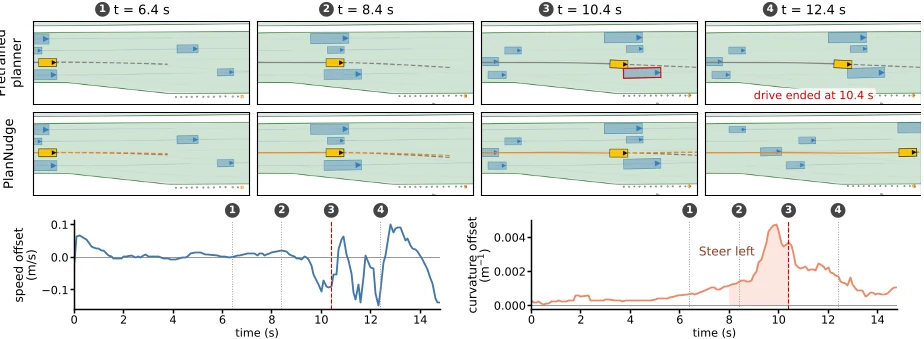 1 t = 6.4 s
2 t = 8.4 s
3 t = 10.4 s
4 t = 12.4 s
Pretrained
planner
drive ended at 10.4 s
PlanNudge
1 2 3 4
speed offset
(m/s)
0.1
0.0
−0.1
0 2 4 6 8 10 12 14
time (s)
1 2 3 4
curvature offset
(m⁻¹)
0.004
0.002
0.000
Steer left
0 2 4 6 8 10 12 14
time (s)